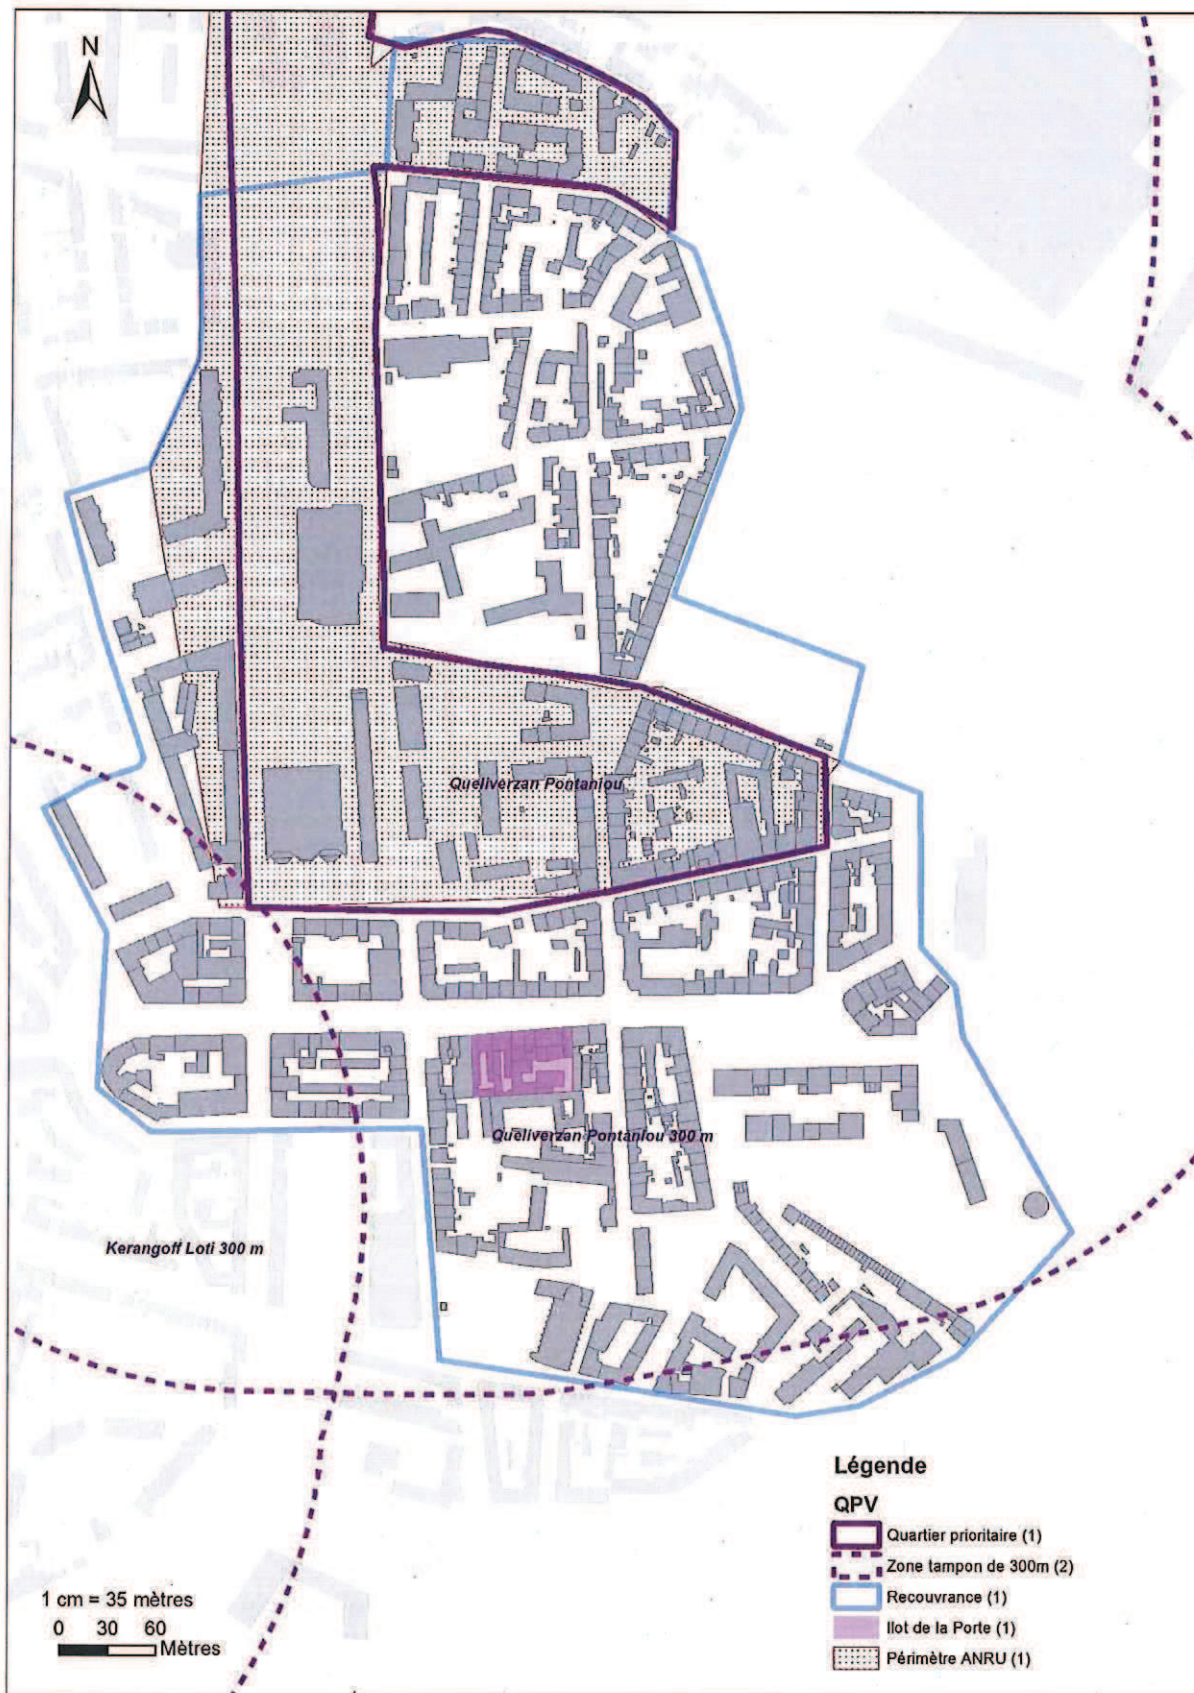 N
Queliverzan Pontaniou
Queliverzan Pontaniou 300 m
Kerangoff Loti 300 m
Légende
QPV
Quartier prioritaire (1)
Zone tampon de 300m (2)
Recouvrance (1)
Ilot de la Porte (1)
Périmètre ANRU (1)
1 cm = 35 mètres
0 30 60
Mètres